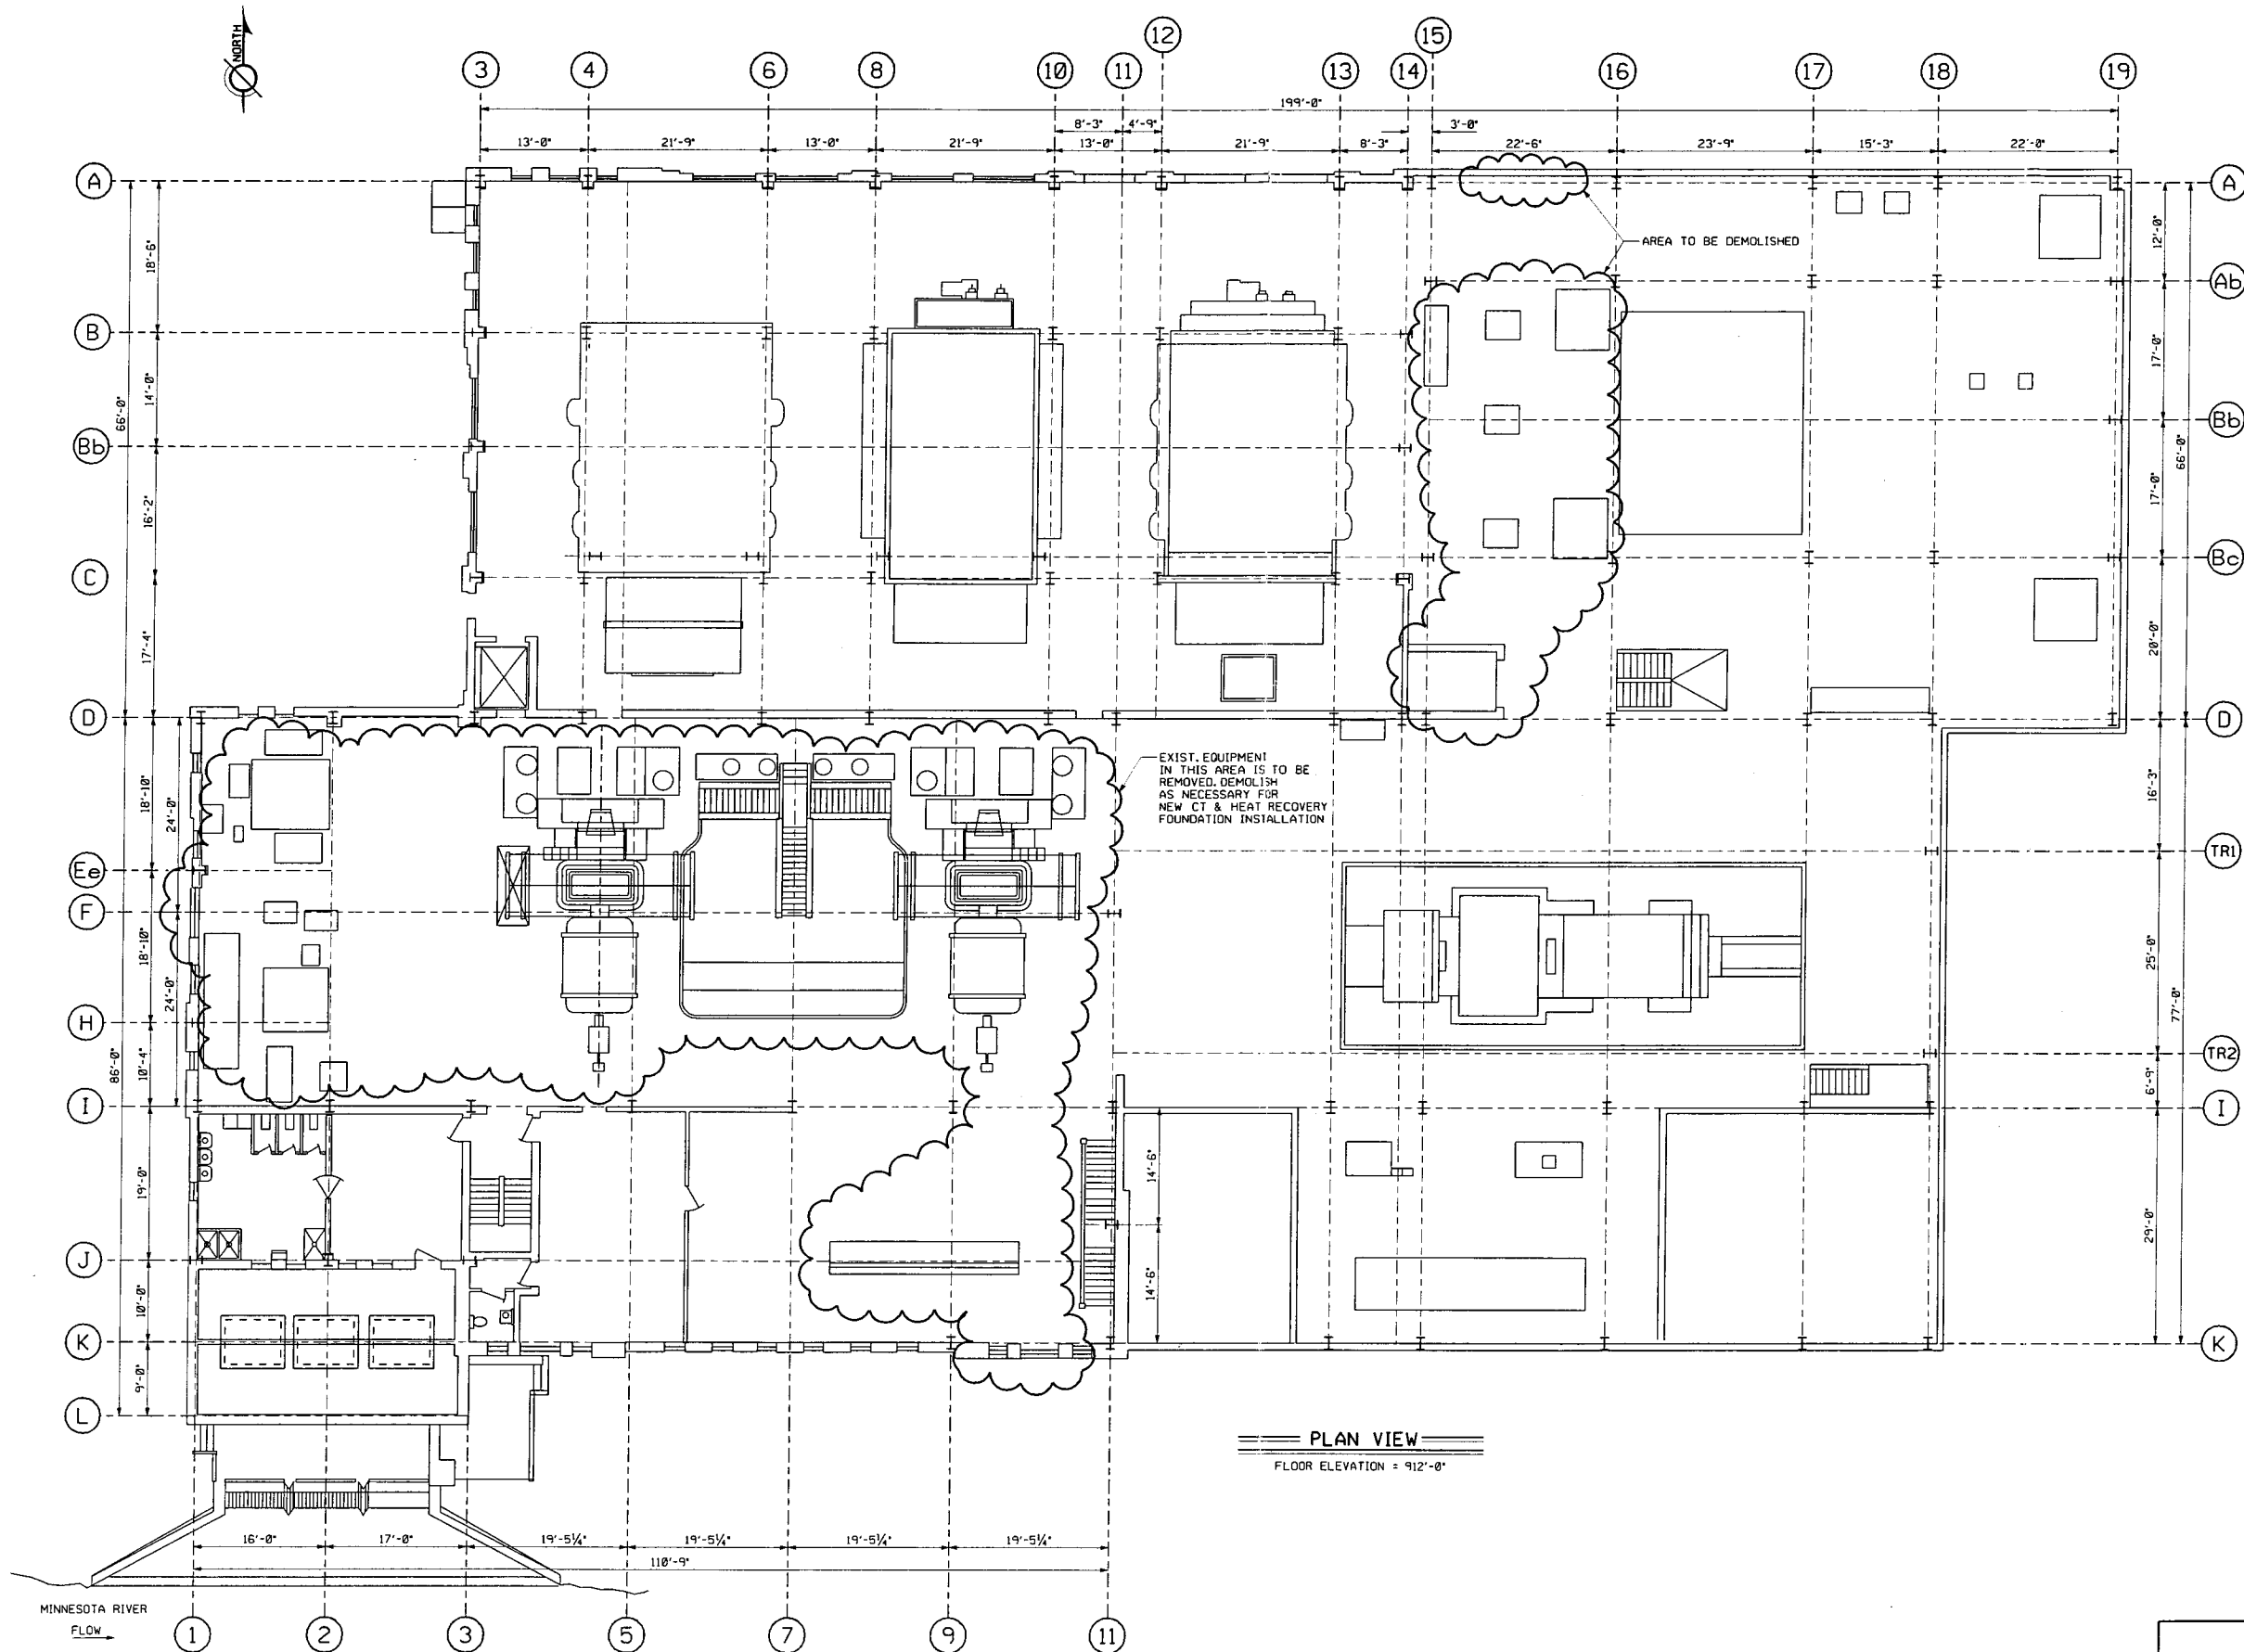 NORTH
12
15
3
4
6
8
10
11
13
14
16
17
18
19
199'-0"
8'-3"
4'-9"
3'-0"
13'-0"
21'-9"
13'-0"
21'-9"
13'-0"
21'-9"
8'-3"
22'-6"
23'-9"
15'-3"
22'-0"
A
A
AREA TO BE DEMOLISHED
18'-6"
12'-0"
Ab
B
17'-0"
14'-0"
66'-0"
Bb
Bb
66'-0"
16'-2"
17'-0"
C
Bc
17'-4"
20'-0"
D
D
EXIST. EQUIPMENT
IN THIS AREA IS TO BE
REMOVED. DEMOLISH
AS NECESSARY FOR
NEW CT & HEAT RECOVERY
FOUNDATION INSTALLATION
18'-10"
24'-0"
16'-3"
Ee
TR1
F
18'-10"
24'-0"
25'-0"
77'-0"
H
86'-0"
10'-4"
TR2
6'-9"
I
I
19'-0"
14'-6"
14'-6"
29'-0"
J
10'-0"
K
K
9'-0"
L
PLAN VIEW
FLOOR ELEVATION = 912'-0"
16'-0"
17'-0"
19'-5¼"
19'-5¼"
19'-5¼"
19'-5¼"
110'-9"
MINNESOTA RIVER
FLOW
1
2
3
5
7
9
11